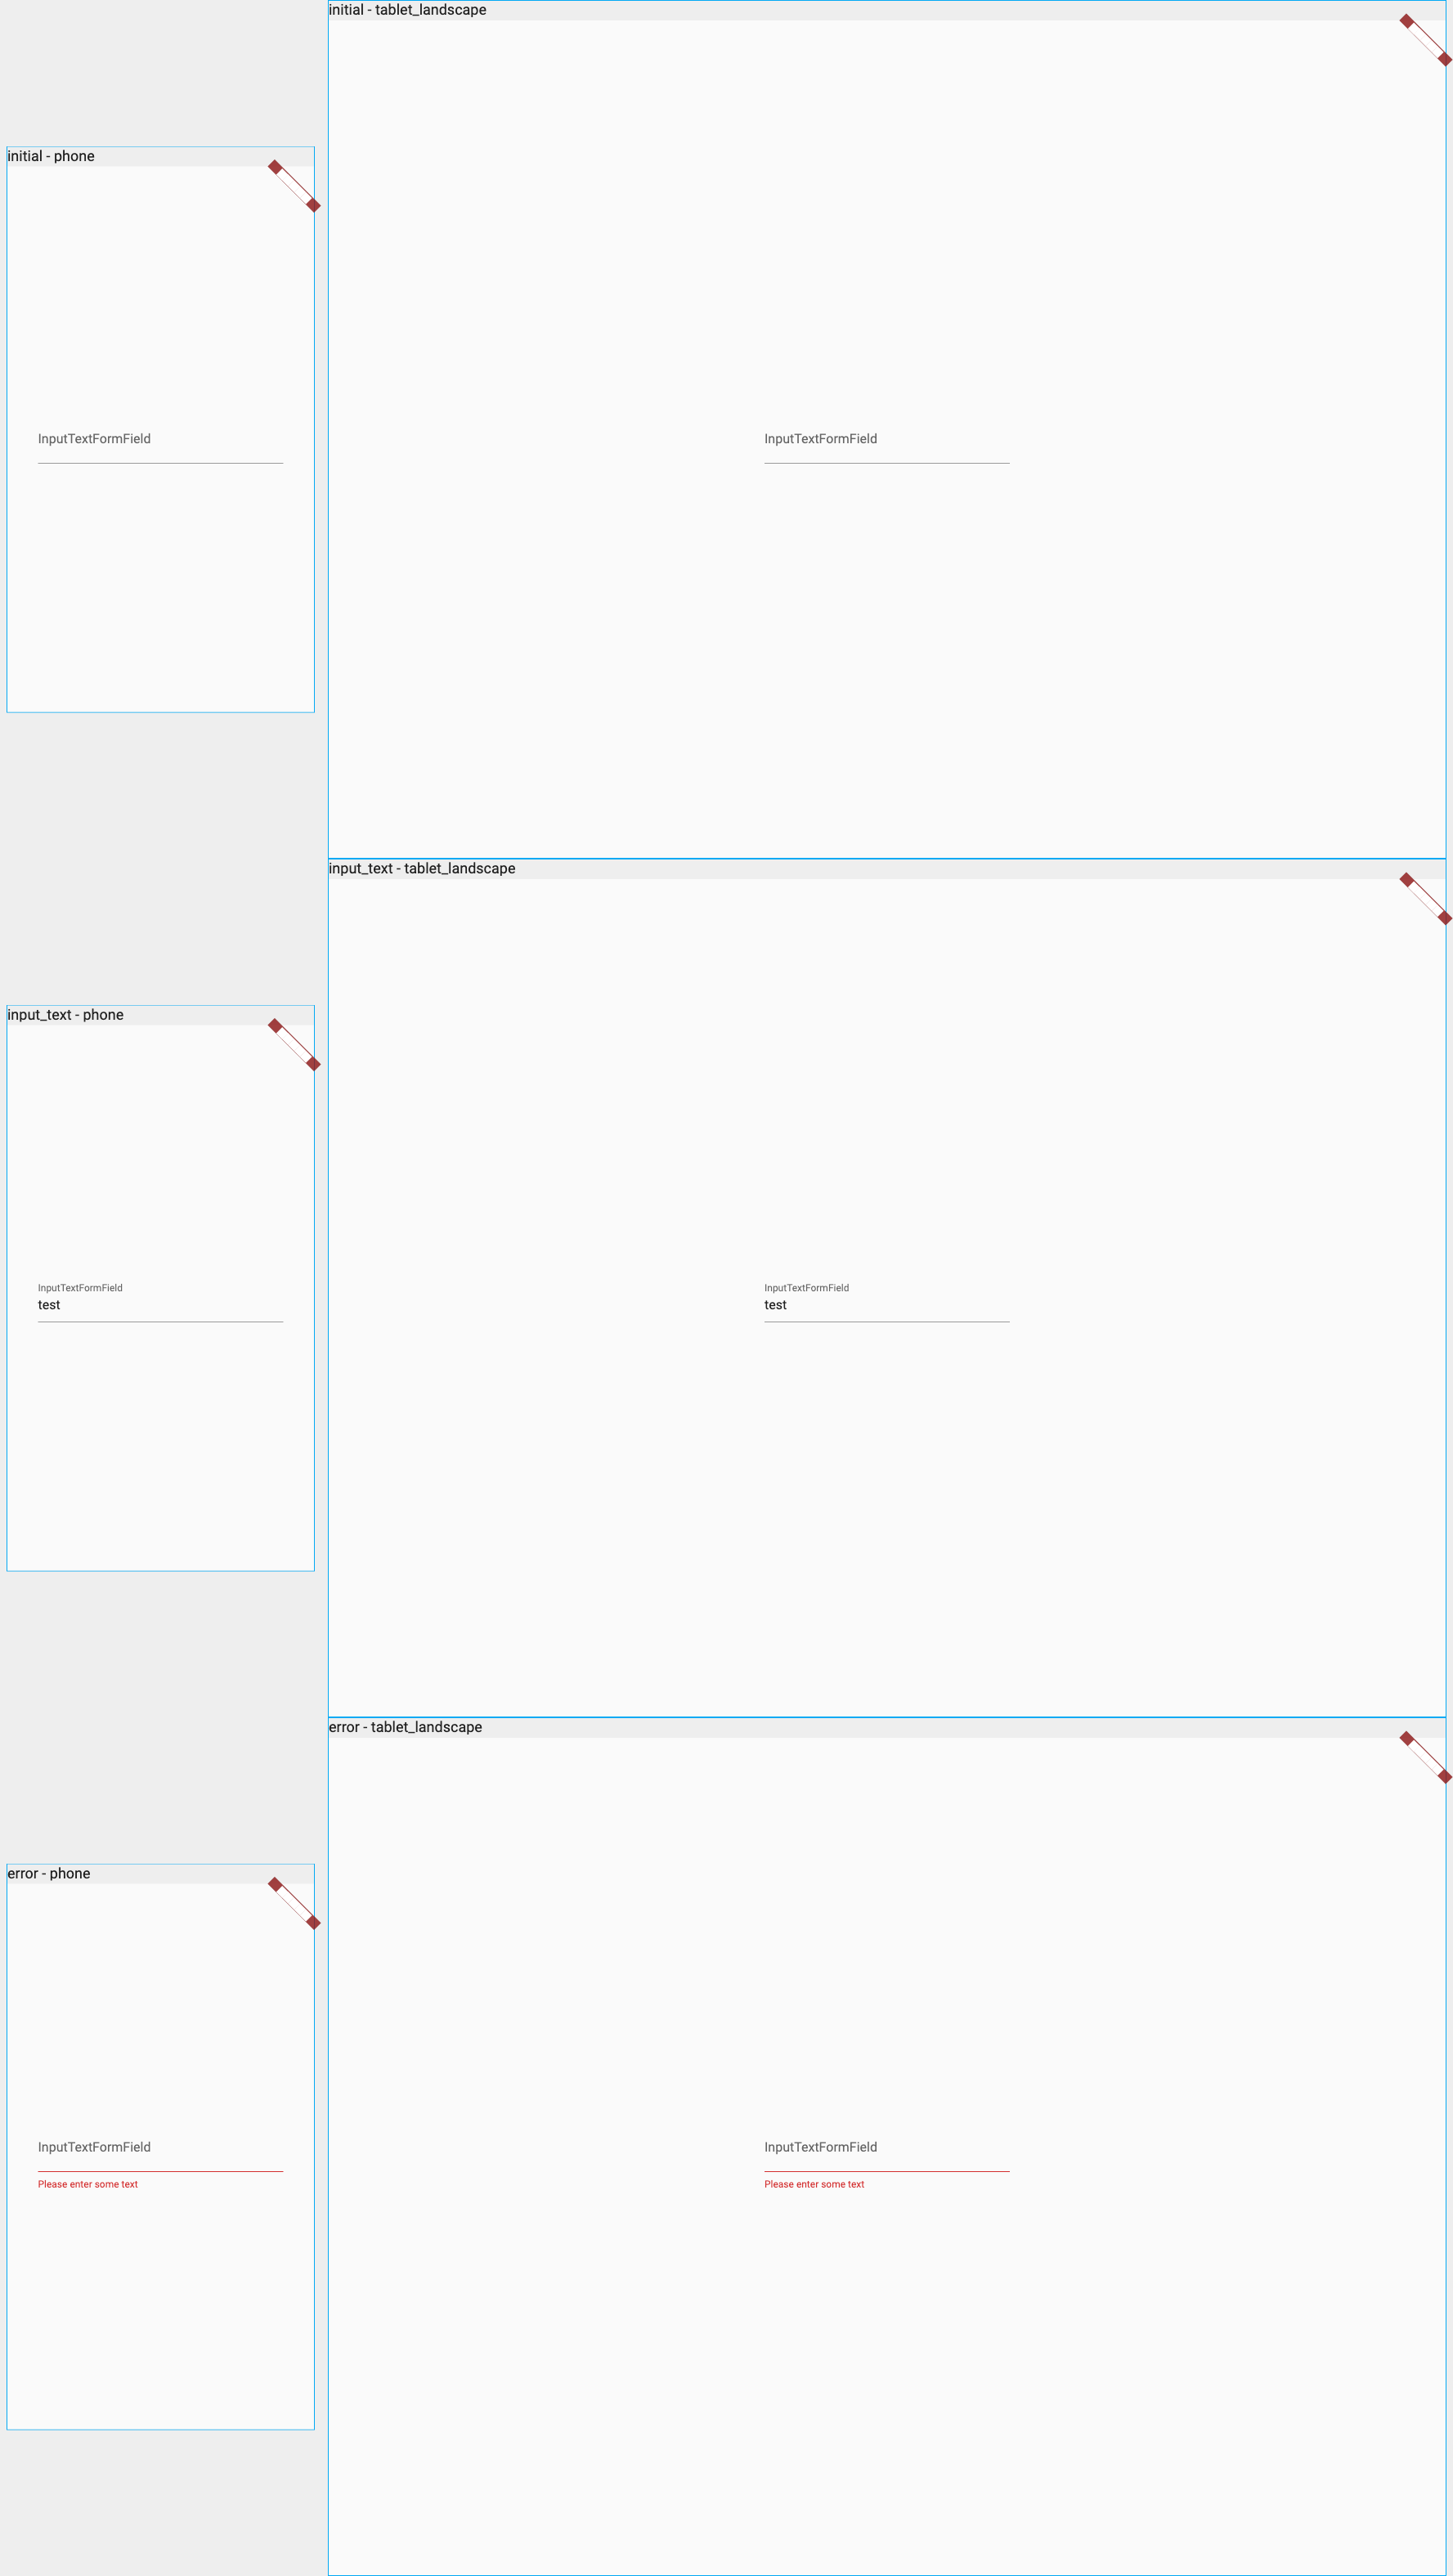 initial - tablet_landscape
initial - phone
InputTextFormField
InputTextFormField
input_text - tablet_landscape
input_text - phone
InputTextFormField
test
InputTextFormField
test
error - tablet_landscape
error - phone
InputTextFormField
Please enter some text
InputTextFormField
Please enter some text